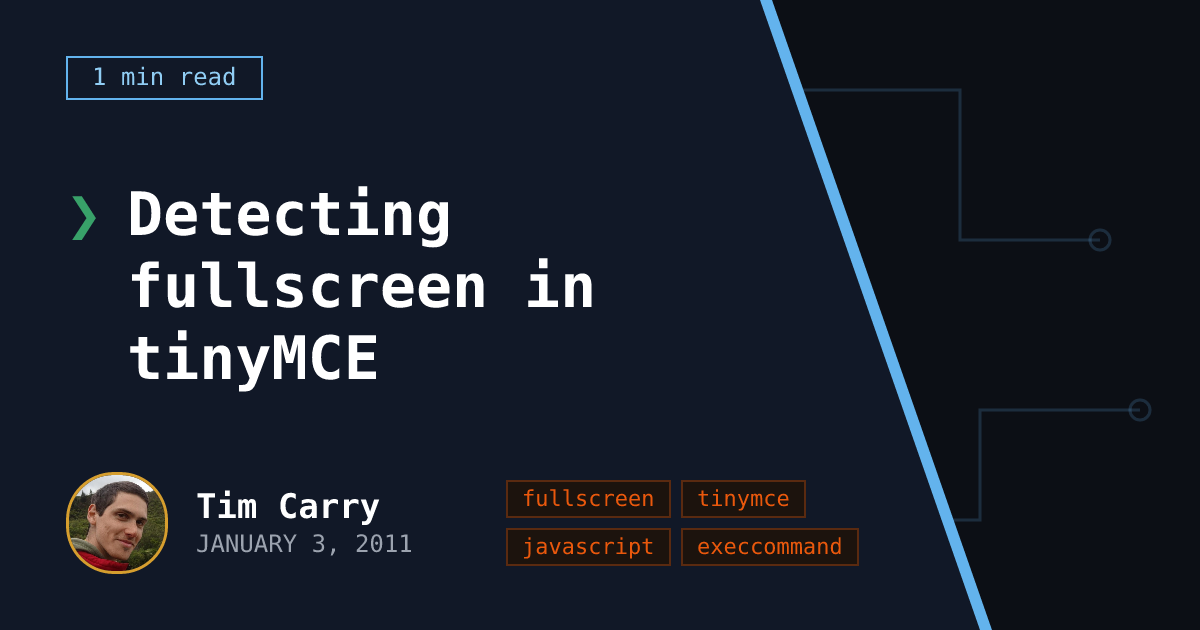 1 min read
❯ Detecting
fullscreen in
tinyMCE
Tim Carry
JANUARY 3, 2011
fullscreen tinymce
javascript execcommand